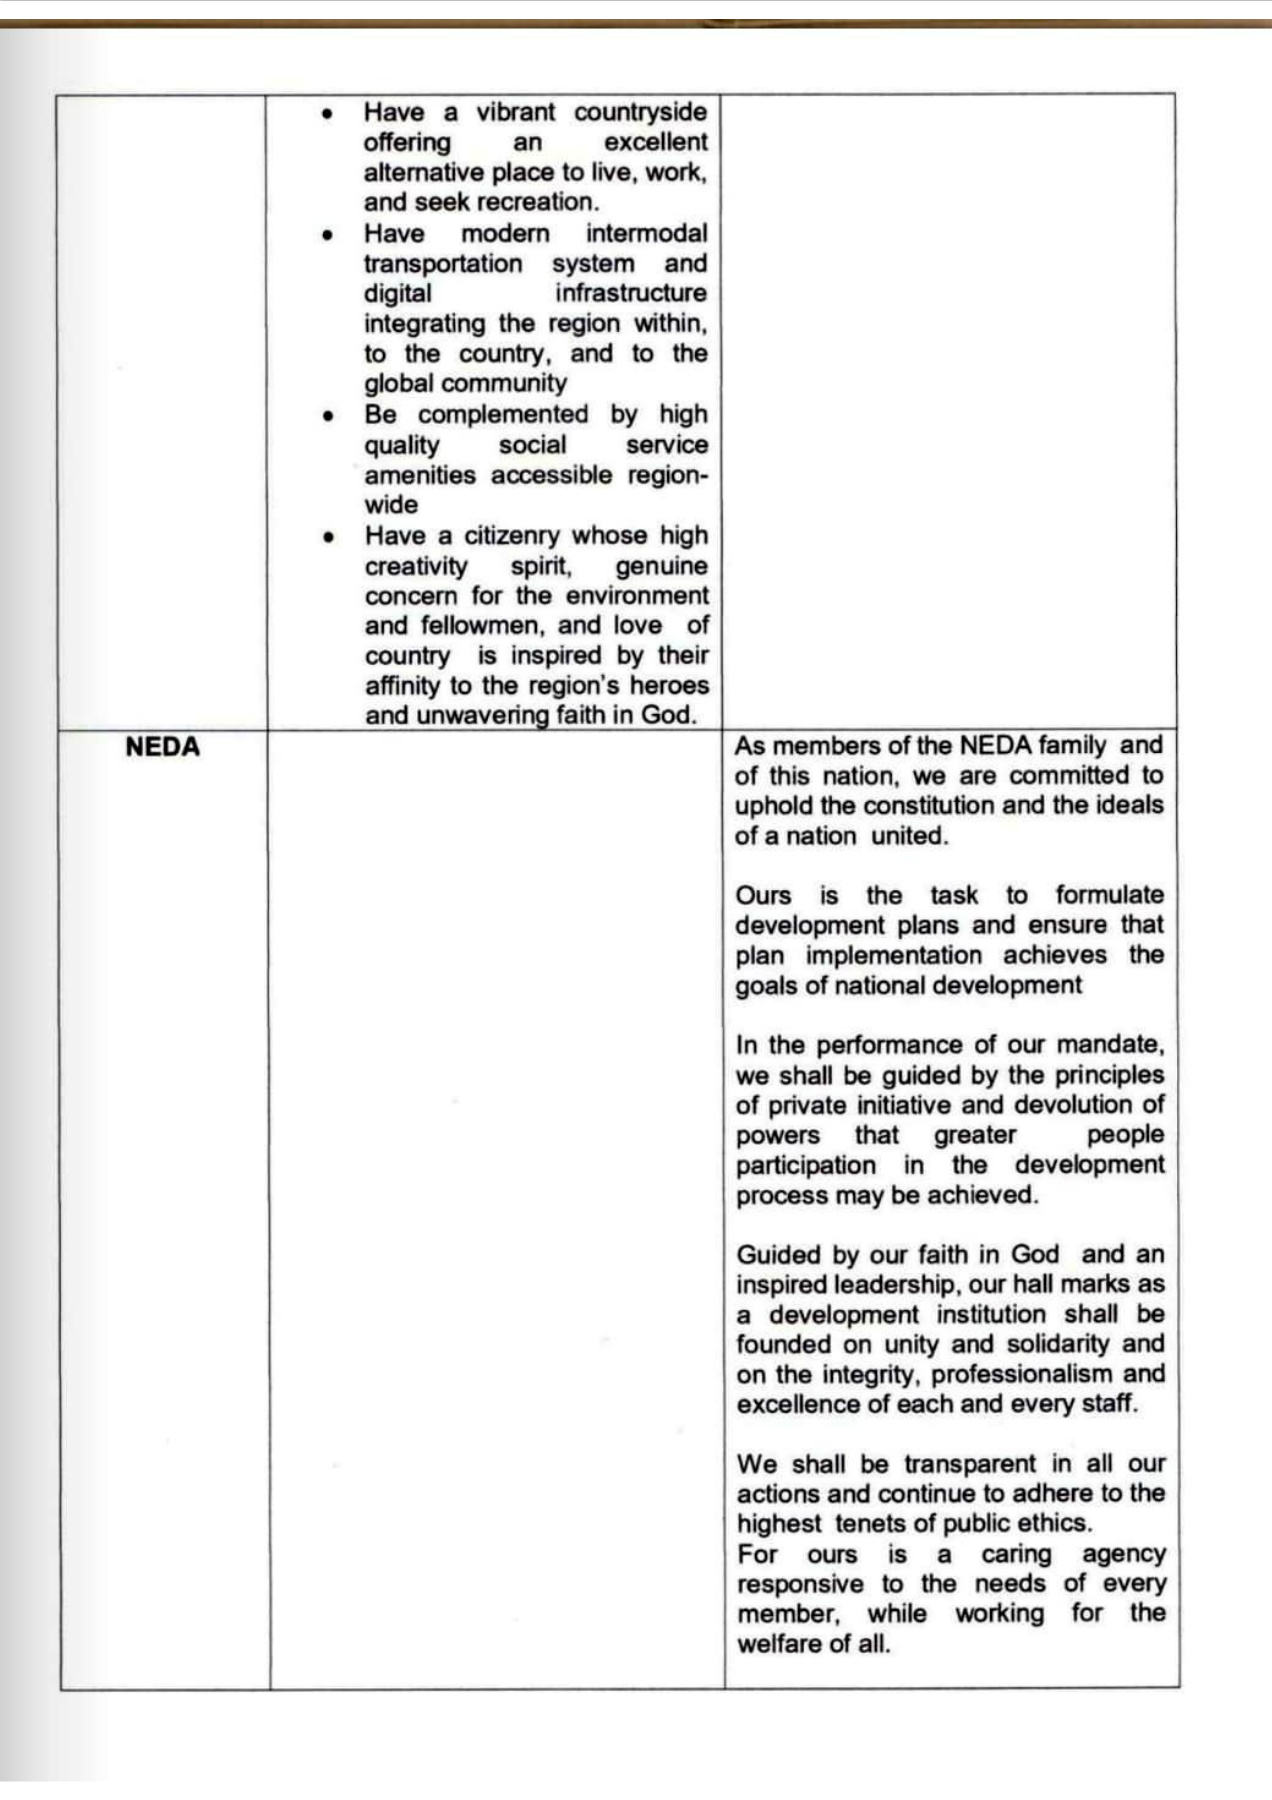 • Have a vibrant countryside
offering an excellent
alternative place to live, work,
and seek recreation.
• Have modern intermodal
transportation system and
digital infrastructure
integrating the region within,
to the country, and to the
global community
• Be complemented by high
quality social service
amenities accessible region-
wide
• Have a citizenry whose high
creativity spirit, genuine
concern for the environment
and fellowmen, and love of
country is inspired by their
affinity to the region's heroes
and unwavering faith in God.
NEDA
As members of the NEDA family and
of this nation, we are committed to
uphold the constitution and the ideals
of a nation united.
Ours is the task to formulate
development plans and ensure that
plan implementation achieves the
goals of national development
In the performance of our mandate,
we shall be guided by the principles
of private initiative and devolution of
powers that greater people
participation in the development
process may be achieved.
Guided by our faith in God and an
inspired leadership, our hall marks as
a development institution shall be
founded on unity and solidarity and
on the integrity, professionalism and
excellence of each and every staff.
We shall be transparent in all our
actions and continue to adhere to the
highest tenets of public ethics.
For ours is a caring agency
responsive to the needs of every
member, while working for the
welfare of all.